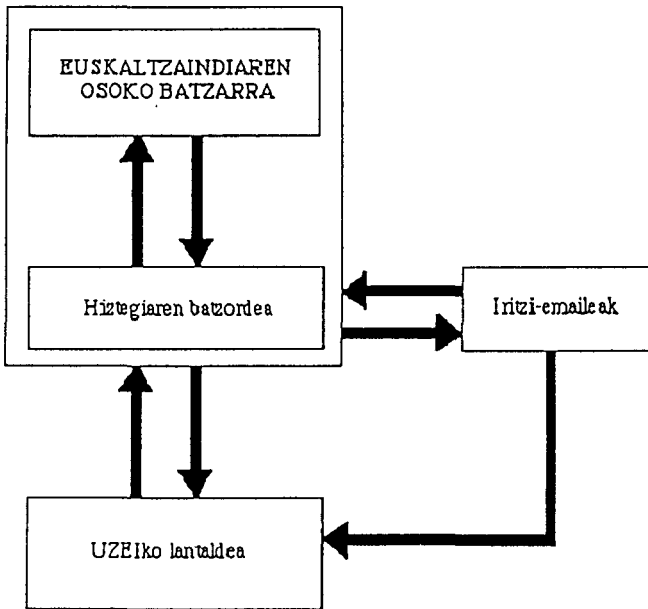 EUSKALTZAINDIAREN
OSOKO BATZARRA
Hiztegiaren batzordea
Iritzi-emaileak
UZEIko lantaldea